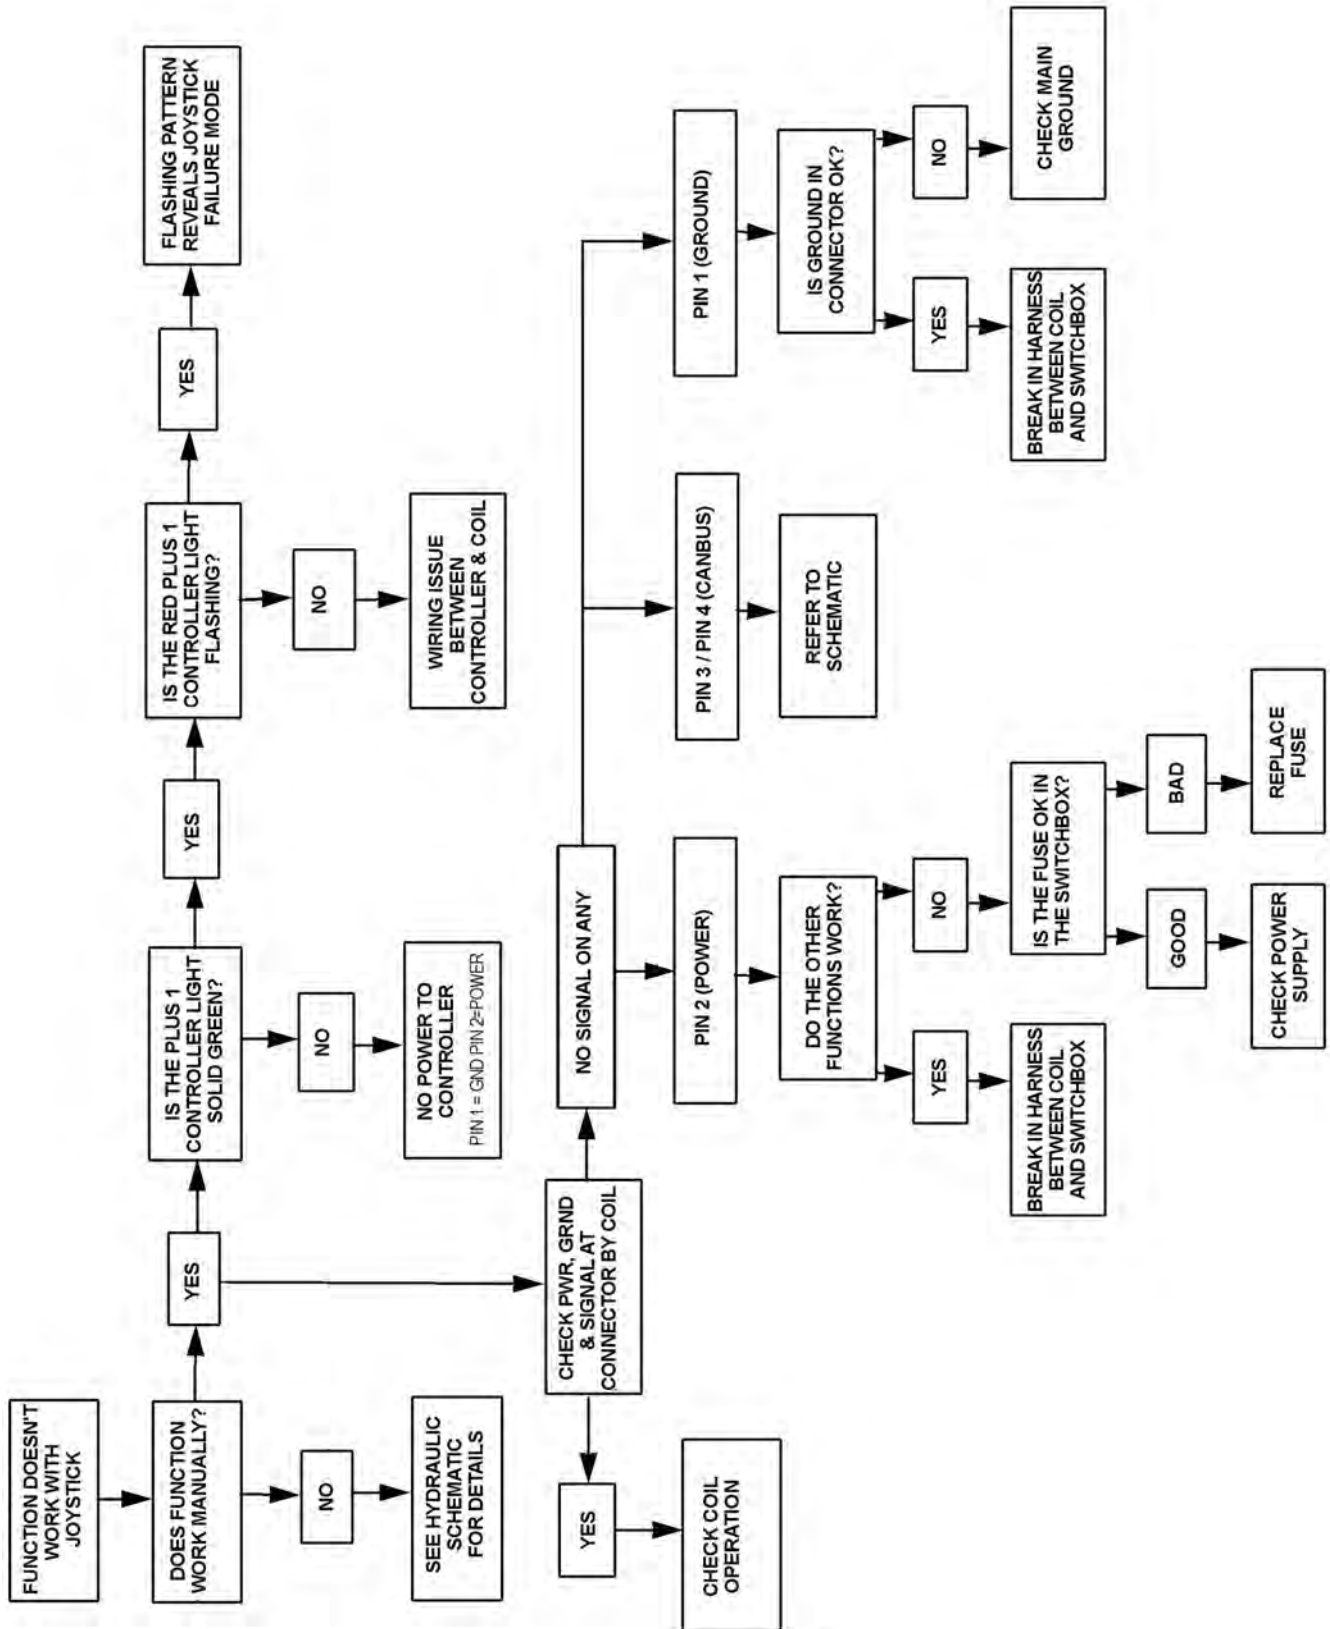 FUNCTION DOESN'T
WORK WITH
JOYSTICK
DOES FUNCTION
WORK MANUALLY?
NO
SEE HYDRAULIC
SCHEMATIC
FOR DETAILS
YES
IS THE PLUS 1
CONTROLLER LIGHT
SOLID GREEN?
NO
NO POWER TO
CONTROLLER
PIN 1 = GND PIN 2=POWER
YES
IS THE RED PLUS 1
CONTROLLER LIGHT
FLASHING?
NO
WIRING ISSUE
BETWEEN
CONTROLLER & COIL
YES
FLASHING PATTERN
REVEALS JOYSTICK
FAILURE MODE
CHECK PWR, GRND
& SIGNAL AT
CONNECTOR BY COIL
YES
CHECK COIL
OPERATION
NO SIGNAL ON ANY
PIN 2 (POWER)
DO THE OTHER
FUNCTIONS WORK?
YES
BREAK IN HARNESS
BETWEEN COIL
AND SWITCHBOX
NO
IS THE FUSE OK IN
THE SWITCHBOX?
GOOD
CHECK POWER
SUPPLY
BAD
REPLACE
FUSE
PIN 3 / PIN 4 (CANBUS)
REFER TO
SCHEMATIC
PIN 1 (GROUND)
IS GROUND IN
CONNECTOR OK?
YES
BREAK IN HARNESS
BETWEEN COIL
AND SWITCHBOX
NO
CHECK MAIN
GROUND